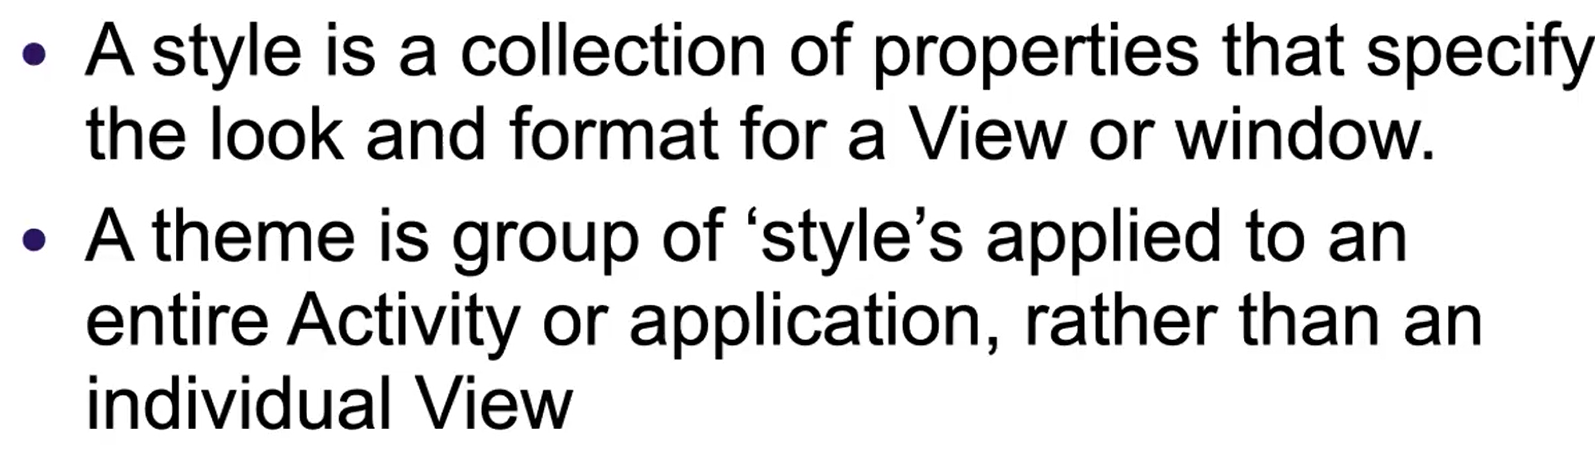 • A style is a collection of properties that specify
the look and format for a View or window.
• A theme is group of ‘style’s applied to an
entire Activity or application, rather than an
individual View